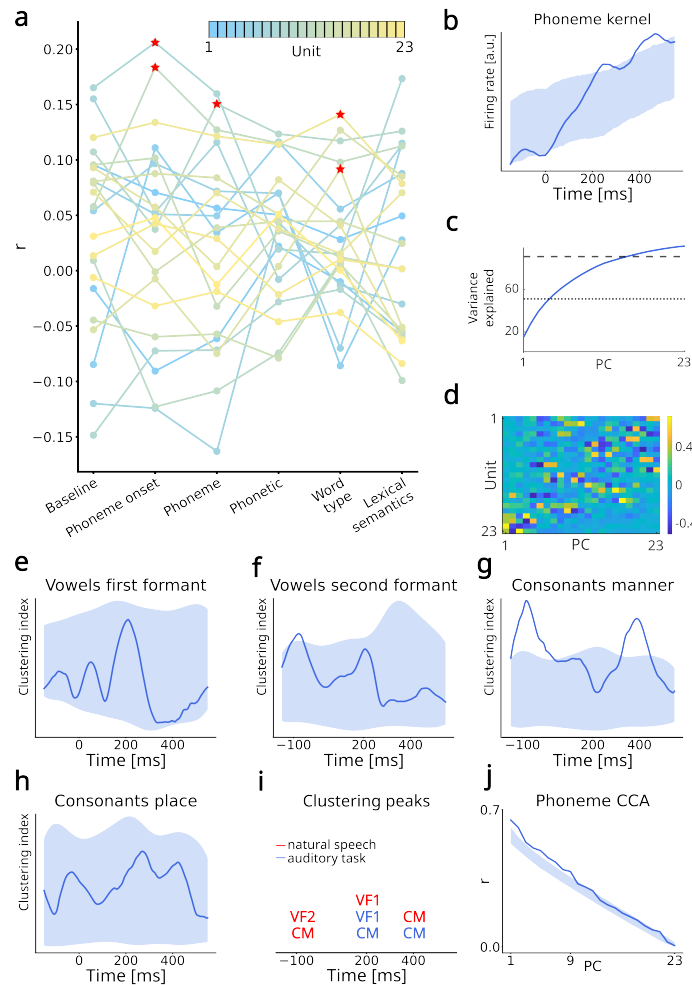 a
1
23
Unit
0.20
0.15
0.10
0.05
0.00
−0.05
−0.10
−0.15
r
Baseline
Phoneme onset
Phoneme
Phonetic
Word
type
Lexical
semantics
b
Phoneme kernel
Firing rate [a.u.]
0
200
400
Time [ms]
c
Variance
explained
60
20
1
23
PC
d
Unit
1
23
1
23
PC
0.4
-0.4
e
Vowels first formant
Clustering index
0
200
400
Time [ms]
f
Vowels second formant
Clustering index
−100
200
400
Time [ms]
g
Consonants manner
Clustering index
−100
200
400
Time [ms]
h
Consonants place
Clustering index
0
200
400
Time [ms]
i
Clustering peaks
natural speech
auditory task
VF1
VF2
VF1
CM
CM
CM
CM
−100
200
400
Time [ms]
j
Phoneme CCA
0.7
0.0
r
1
9
23
PC